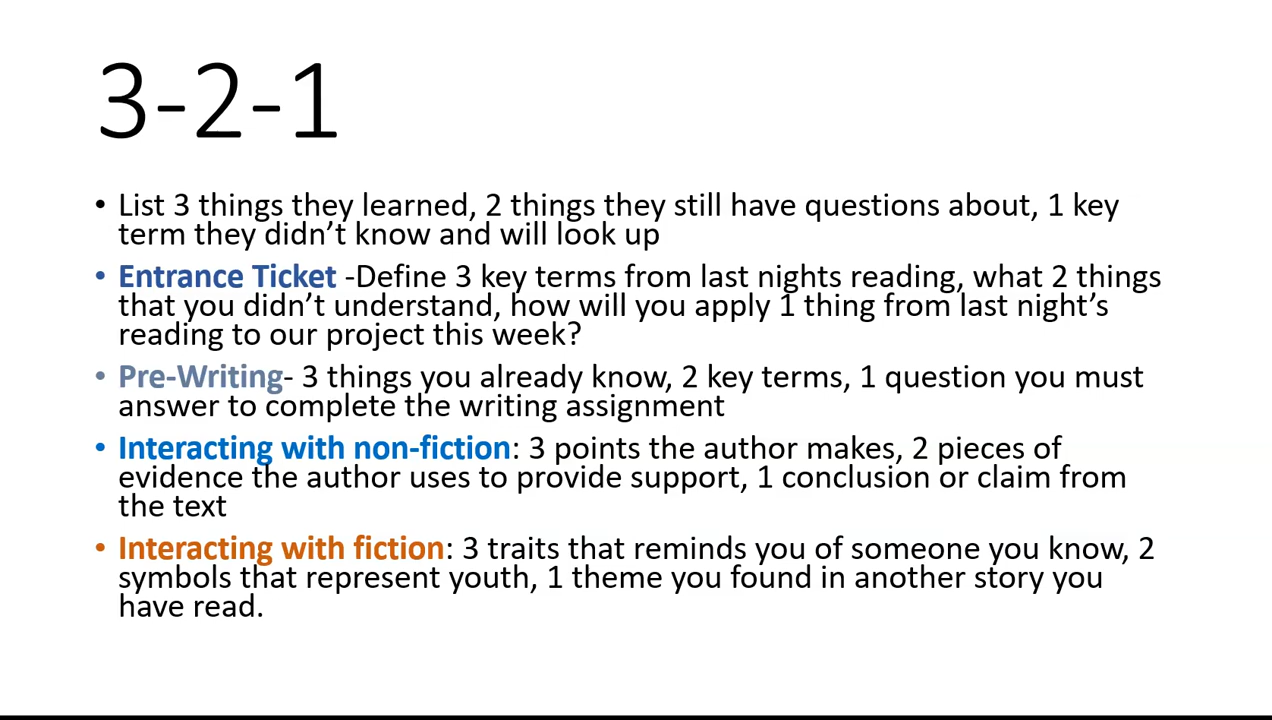 3-2-1
• List 3 things they learned, 2 things they still have questions about, 1 key
term they didn’t know and will look up
• Entrance Ticket -Define 3 key terms from last nights reading, what 2 things
that you didn’t understand, how will you apply 1 thing from last night’s
reading to our project this week?
• Pre-Writing- 3 things you already know, 2 key terms, 1 question you must
answer to complete the writing assignment
• Interacting with non-fiction: 3 points the author makes, 2 pieces of
evidence the author uses to provide support, 1 conclusion or claim from
the text
• Interacting with fiction: 3 traits that reminds you of someone you know, 2
symbols that represent youth, 1 theme you found in another story you
have read.